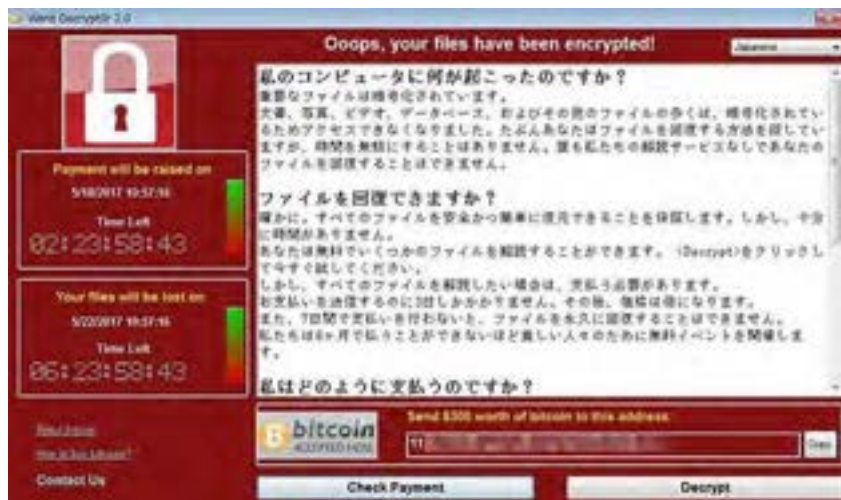 Wana Decrypt0r 2.0
Ooops, your files have been encrypted!
Japanese
Payment will be raised on
5/18/2017 10:57:16
Time Left
02:23:58:43
Your files will be lost on
5/22/2017 10:57:16
Time Left
06:23:58:43
About bitcoin
How to buy bitcoins?
Contact Us
私のコンピュータに何が起こったのですか?
重要なファイルは暗号化されています。
文書、写真、ビデオ、データベース、およびその他のファイルの多くは、暗号化されてい
るためアクセスできなくなりました。たぶんあなたはファイルを回復する方法を探してい
ますが、時間を無駄にすることはありません。誰も私たちの解読サービスなしであなたの
ファイルを回復することはできません。
ファイルを回復できますか?
確かに。すべてのファイルを安全かつ簡単に復元できることを保証します。しかし、十分
に時間がありません。
あなたは無料でいくつかのファイルを解読することができます。 <Decrypt>をクリックし
て今すぐ試してください。
しかし、すべてのファイルを解読したい場合は、支払う必要があります。
お支払いを送信するのに3日しかかかりません。その後、価格は倍になります。
また、7日間で支払いを行わないと、ファイルを永久に回復することはできません。
私たちは6ヶ月で払うことができないほど貧しい人々のために無料イベントを開催しま
す。
私はどのように支払うのですか?
bitcoin
ACCEPTED HERE
Send $300 worth of bitcoin to this address:
Copy
Check Payment
Decrypt